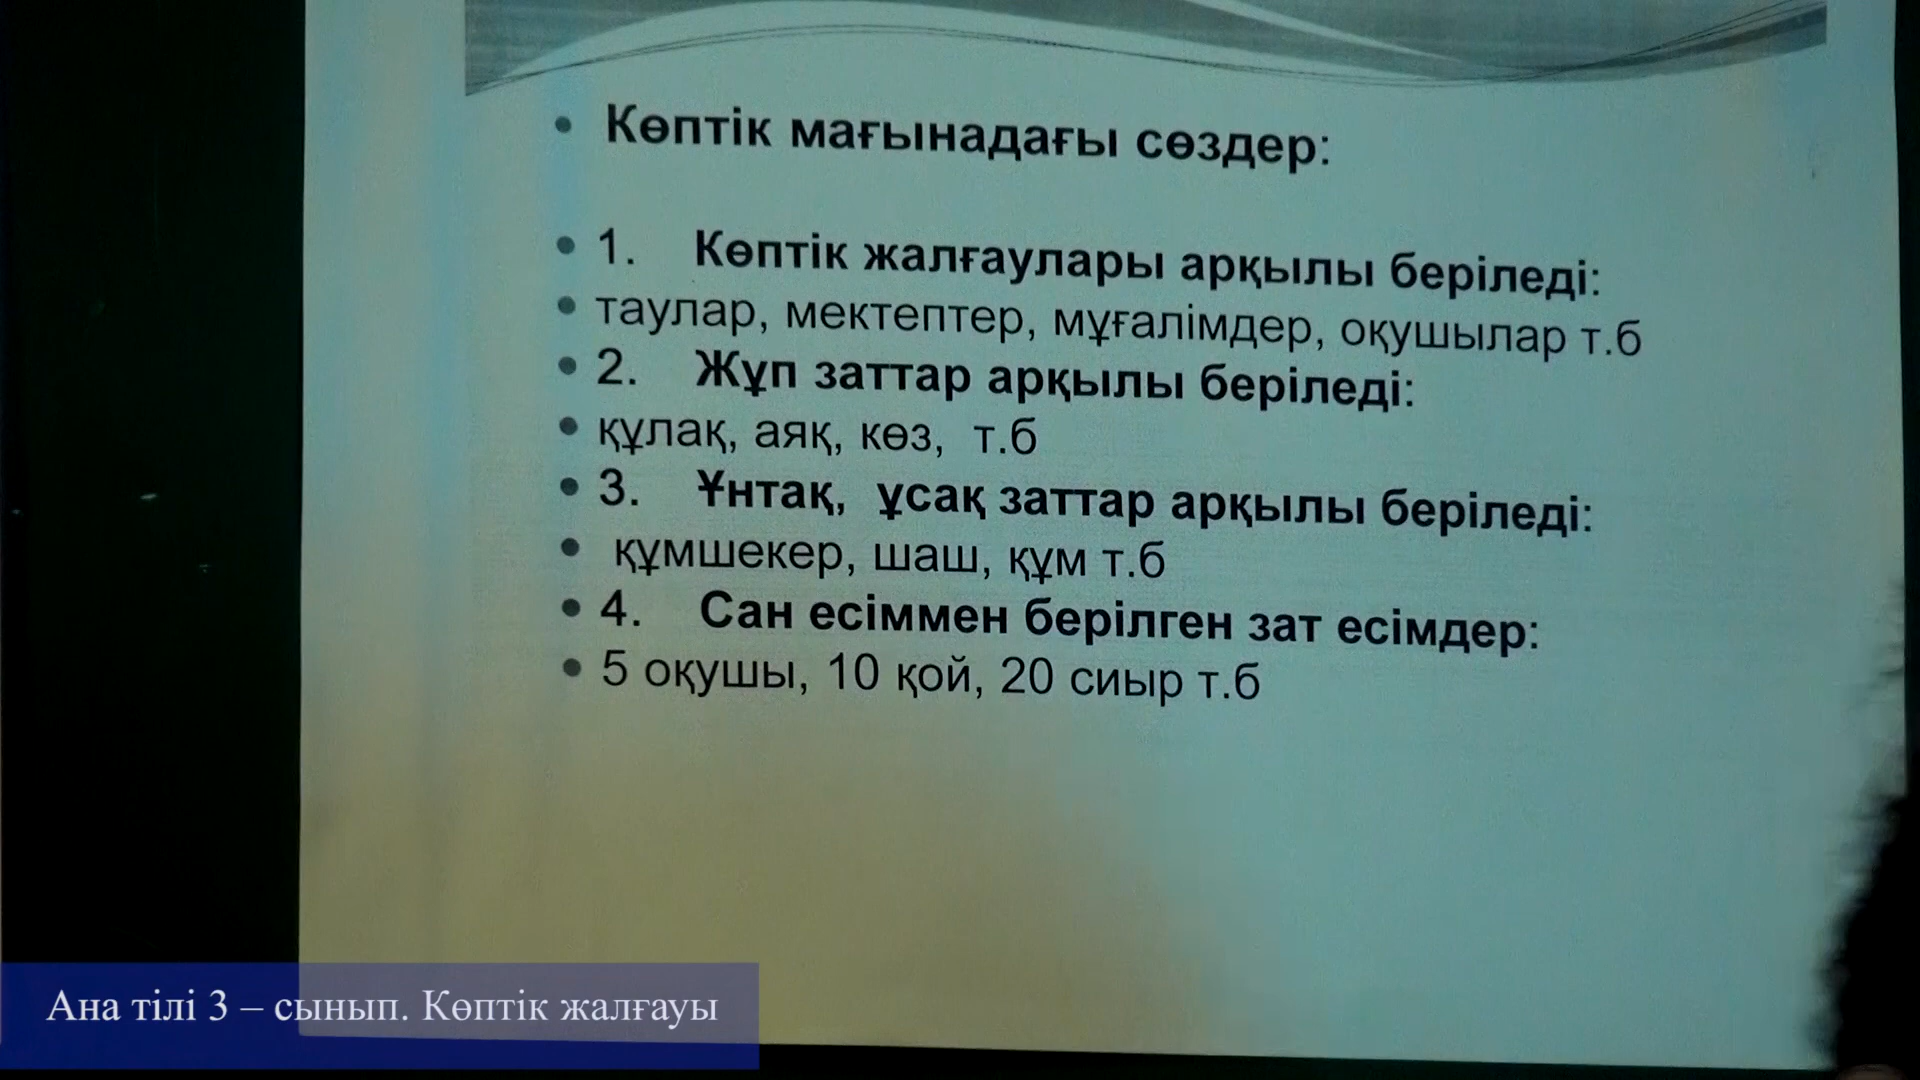 • Көптік мағынадағы сөздер:
• 1. Көптік жалғаулары арқылы беріледі:
• таулар, мектептер, мұғалімдер, оқушылар т.б
• 2. Жұп заттар арқылы беріледі:
• құлақ, аяқ, көз, т.б
• 3. Ұнтақ, ұсақ заттар арқылы беріледі:
• құмшекер, шаш, құм т.б
• 4. Сан есіммен берілген зат есімдер:
• 5 оқушы, 10 қой, 20 сиыр т.б
Ана тілі 3 – сынып. Көптік жалғауы